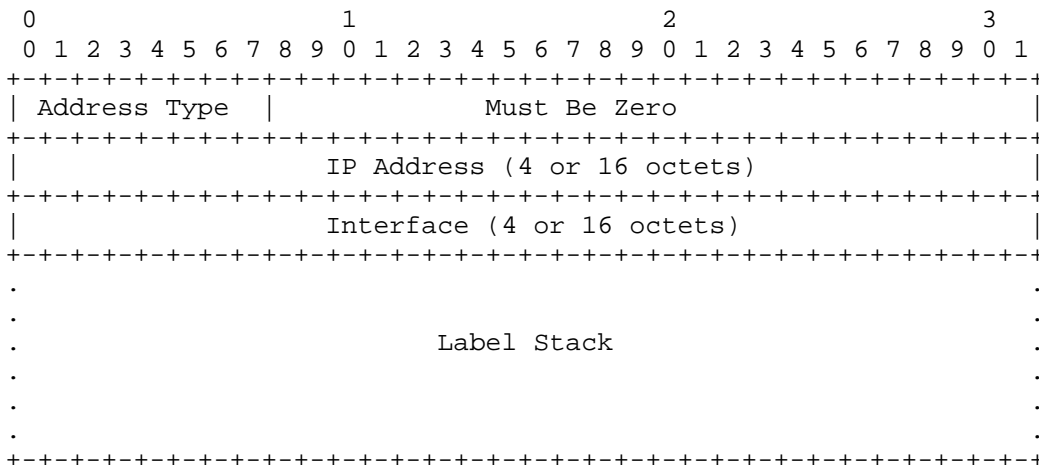 0                   1                   2                   3
 0 1 2 3 4 5 6 7 8 9 0 1 2 3 4 5 6 7 8 9 0 1 2 3 4 5 6 7 8 9 0 1
+-+-+-+-+-+-+-+-+-+-+-+-+-+-+-+-+-+-+-+-+-+-+-+-+-+-+-+-+-+-+-+-+
| Address Type  |             Must Be Zero                      |
+-+-+-+-+-+-+-+-+-+-+-+-+-+-+-+-+-+-+-+-+-+-+-+-+-+-+-+-+-+-+-+-+
|                   IP Address (4 or 16 octets)                 |
+-+-+-+-+-+-+-+-+-+-+-+-+-+-+-+-+-+-+-+-+-+-+-+-+-+-+-+-+-+-+-+-+
|                   Interface (4 or 16 octets)                  |
+-+-+-+-+-+-+-+-+-+-+-+-+-+-+-+-+-+-+-+-+-+-+-+-+-+-+-+-+-+-+-+-+
.                                                               .
.                                                               .
.                          Label Stack                          .
.                                                               .
.                                                               .
.                                                               .
+-+-+-+-+-+-+-+-+-+-+-+-+-+-+-+-+-+-+-+-+-+-+-+-+-+-+-+-+-+-+-+-+